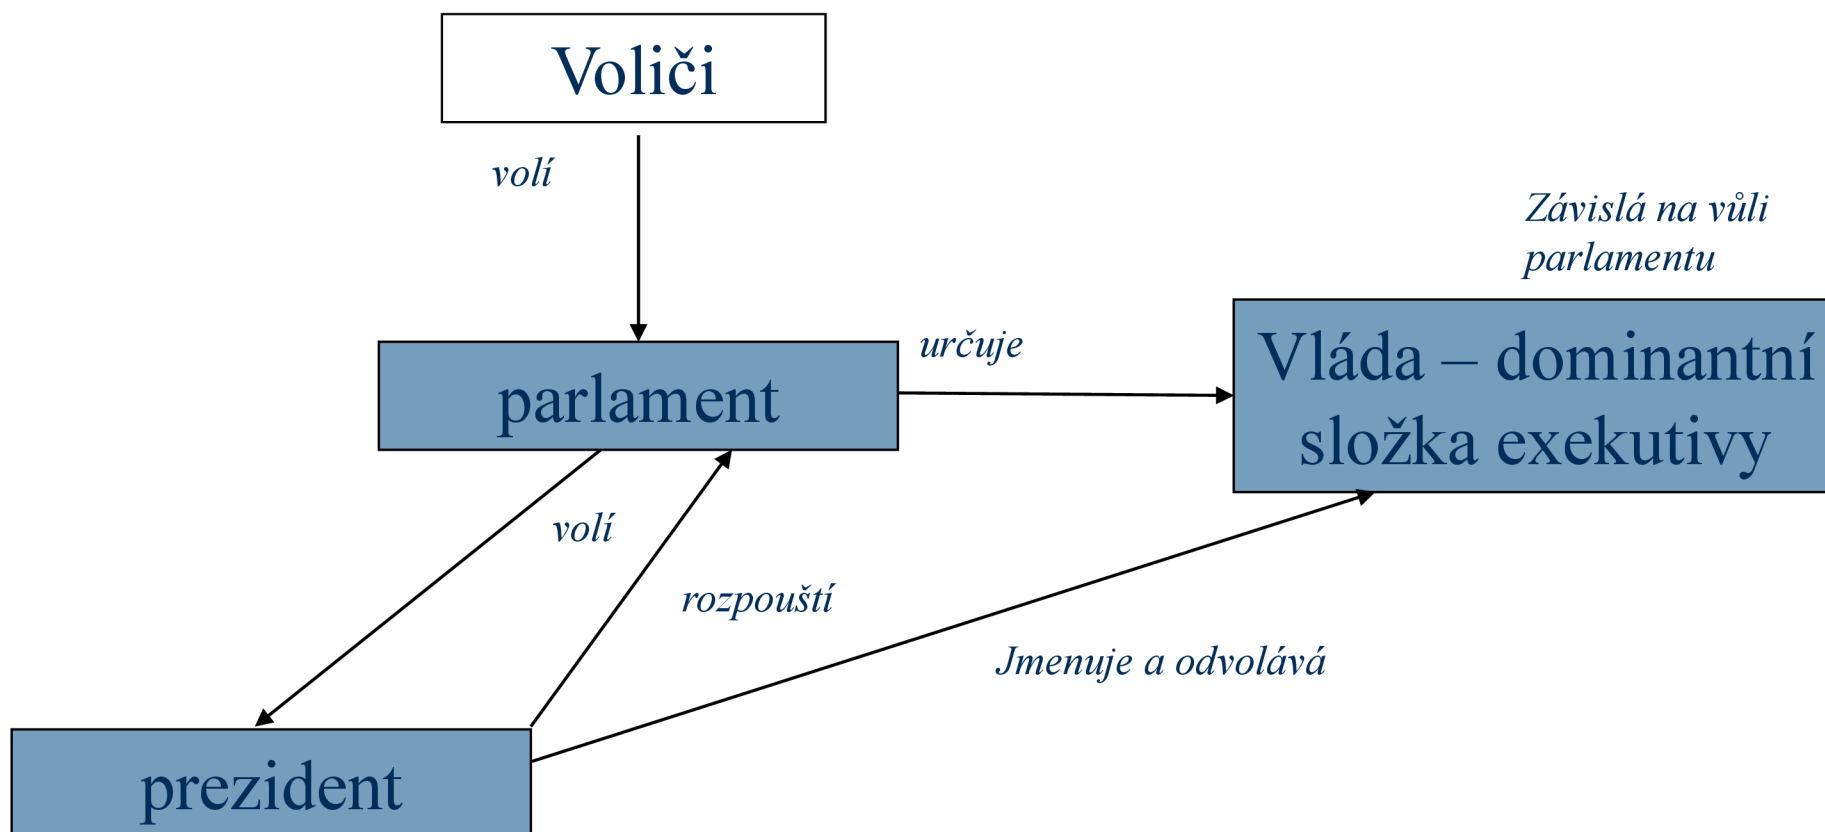 Voliči
volí
Závislá na vůli
parlamentu
určuje
Vláda – dominantní
složka exekutivy
parlament
volí
rozpouští
Jmenuje a odvolává
prezident